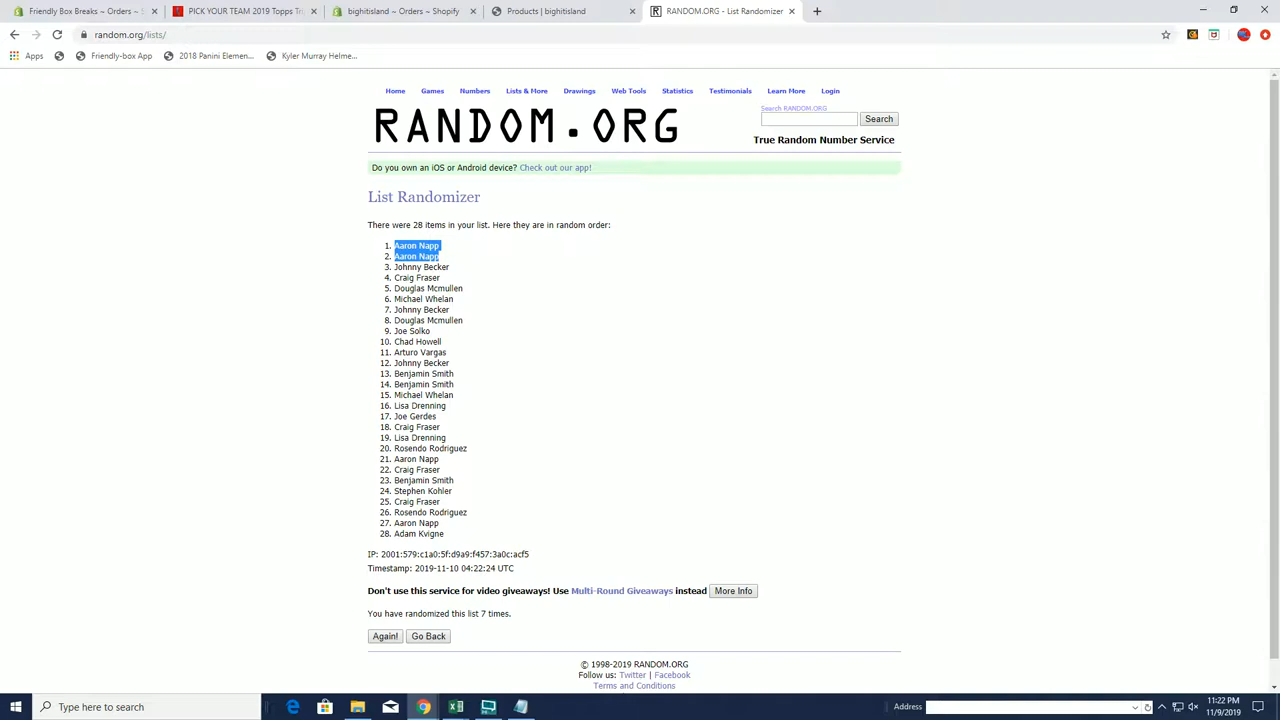 Friendly Box Breaks ~ Orders ~ S
PICK YOUR TEAM 2019 Topps Trip
bighitisland ~ Orders ~ Shopify
Products | bighitisland
RANDOM.ORG - List Randomizer
random.org/lists/
Apps
Friendly-box App
2018 Panini Elemen...
Kyler Murray Helme...
Home Games Numbers Lists & More Drawings Web Tools Statistics Testimonials Learn More Login
RANDOM.ORG
Search RANDOM.ORG
Search
True Random Number Service
Do you own an iOS or Android device? Check out our app!
List Randomizer
There were 28 items in your list. Here they are in random order:
1. Aaron Napp
2. Aaron Napp
3. Johnny Becker
4. Craig Fraser
5. Douglas Mcmullen
6. Michael Whelan
7. Johnny Becker
8. Douglas Mcmullen
9. Joe Solko
10. Chad Howell
11. Arturo Vargas
12. Johnny Becker
13. Benjamin Smith
14. Benjamin Smith
15. Michael Whelan
16. Lisa Drenning
17. Joe Gerdes
18. Craig Fraser
19. Lisa Drenning
20. Rosendo Rodriguez
21. Aaron Napp
22. Craig Fraser
23. Benjamin Smith
24. Stephen Kohler
25. Craig Fraser
26. Rosendo Rodriguez
27. Aaron Napp
28. Adam Kvigne
IP: 2001:579:c1a0:5f:d9a9:f457:3a0c:acf5
Timestamp: 2019-11-10 04:22:24 UTC
Don't use this service for video giveaways! Use Multi-Round Giveaways instead More Info
You have randomized this list 7 times.
Again! Go Back
© 1998-2019 RANDOM.ORG
Follow us: Twitter | Facebook
Terms and Conditions
Type here to search
Address
11:22 PM
11/9/2019